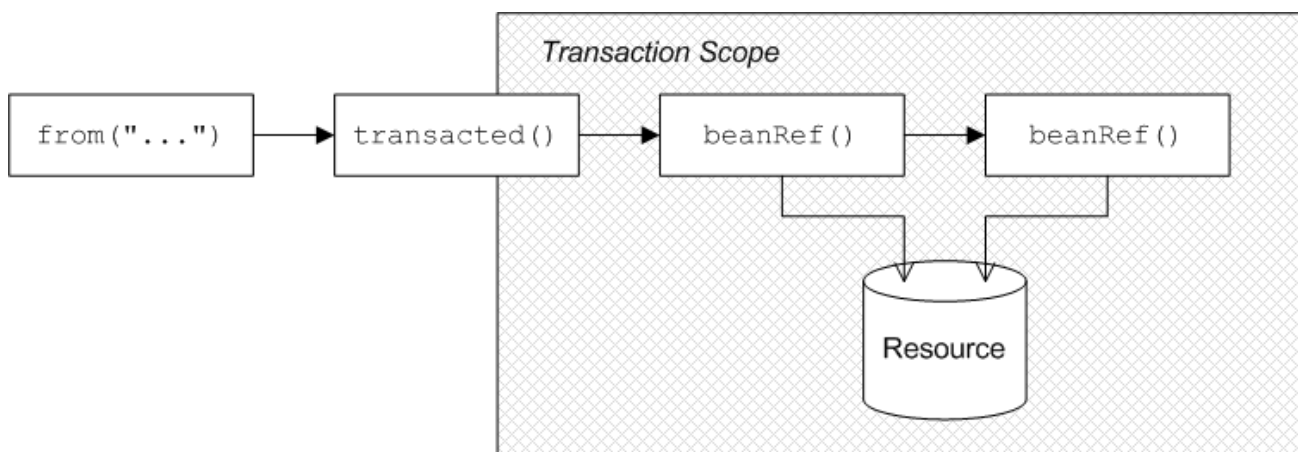 Transaction Scope
from("...")
transacted()
beanRef()
beanRef()
Resource